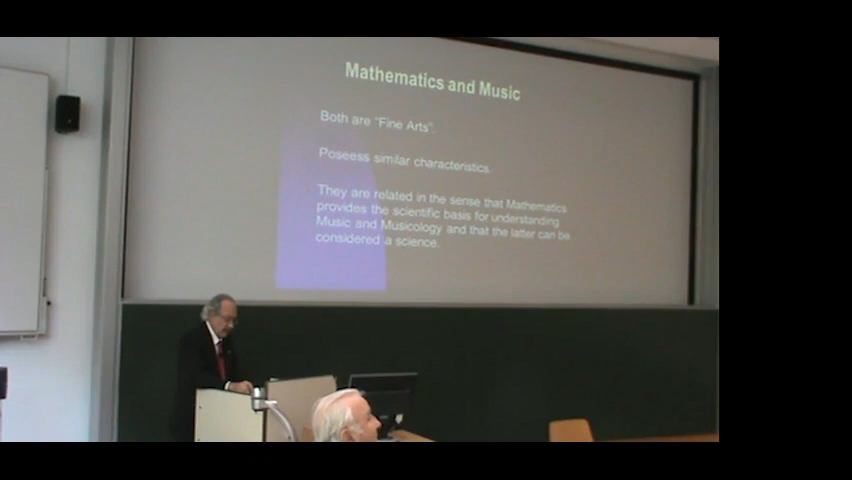 Mathematics and Music
Both are "Fine Arts".
Poseess similar characteristics.
They are related in the sense that Mathematics
provides the scientific basis for understanding
Music and Musicology and that the latter can be
considered a science.